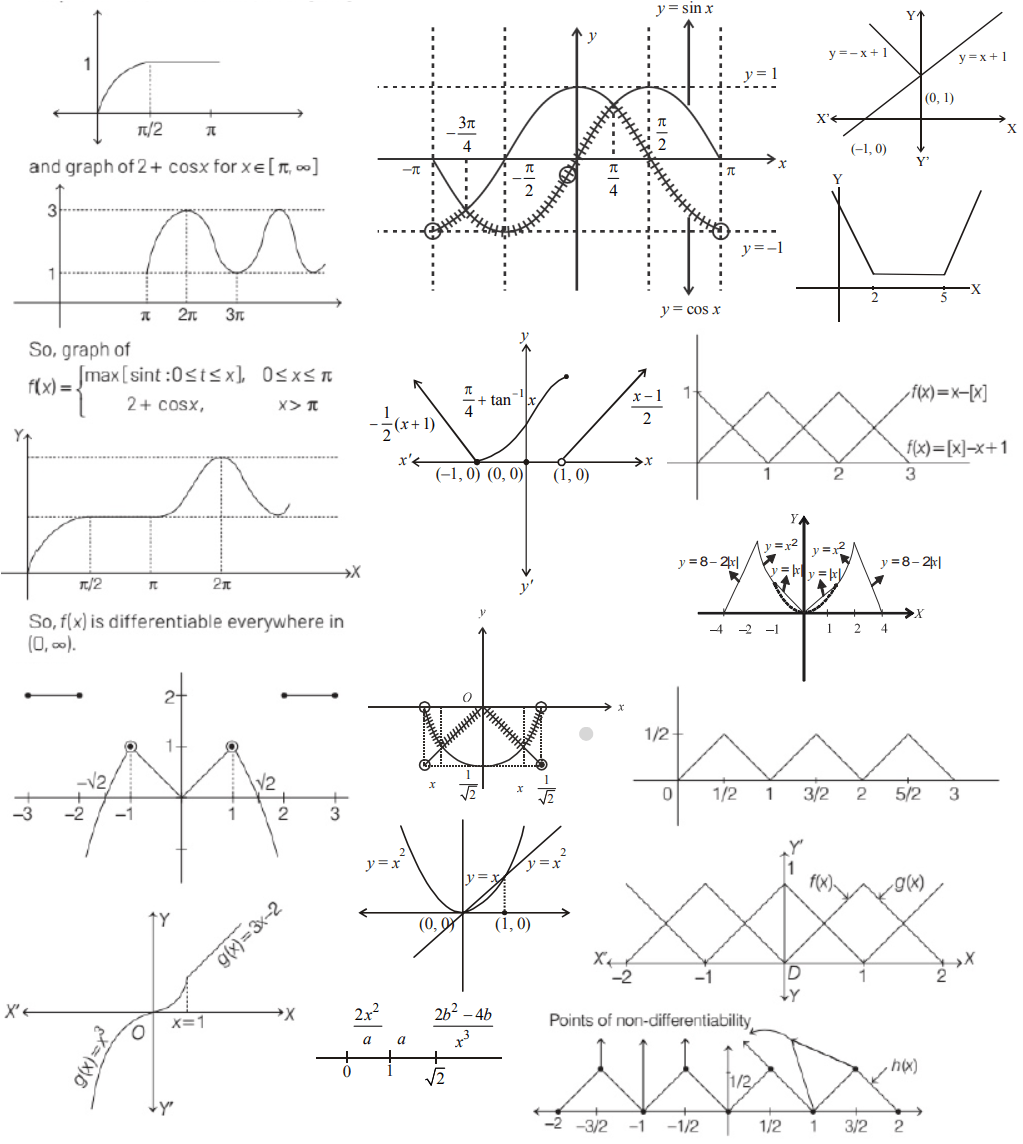 1
π/2 π
and graph of 2 + cosx for x∈[π, ∞]
3
1
π 2π 3π
So, graph of
f(x) = { max[sint : 0≤t≤x], 0≤x≤π
2 + cosx, x> π
Y
π/2 π 2π X
So, f(x) is differentiable everywhere in
(0, ∞).
2
1
–√2 √2
–3 –2 –1 1 2 3
Y
g(x)=3x–2
X' O x=1 X
g(x)=x³
Y'
y = sin x
y
y = 1
–3π/4 π/2
–π –π/2 π/4 π x
y = –1
y = cos x
y
π/4 + tan⁻¹ x
–1/2 (x+1) (x–1)/2
x' (–1, 0) (0, 0) (1, 0) x
y'
y
O x
x 1/√2 x 1/√2
y = x² y = x y = x²
(0, 0) (1, 0)
2x²/a a (2b² – 4b)/x³
0 1 √2
Y
y = – x + 1 y = x + 1
(0, 1)
X' X
(–1, 0)
Y'
Y
2 5 X
1
f(x)=x–[x]
f(x)=[x]–x+1
1 2 3
Y
y = x² y = x²
y = 8 – 2|x| y = |x| y = |x| y = 8 – 2|x|
–4 –2 –1 1 2 4 X
1/2
0 1/2 1 3/2 2 5/2 3
Y'
1
f(x) g(x)
X' –2 –1 D 1 2 X
Y
Points of non-differentiability
1/2
h(x)
–2 –3/2 –1 –1/2 0 1/2 1 3/2 2